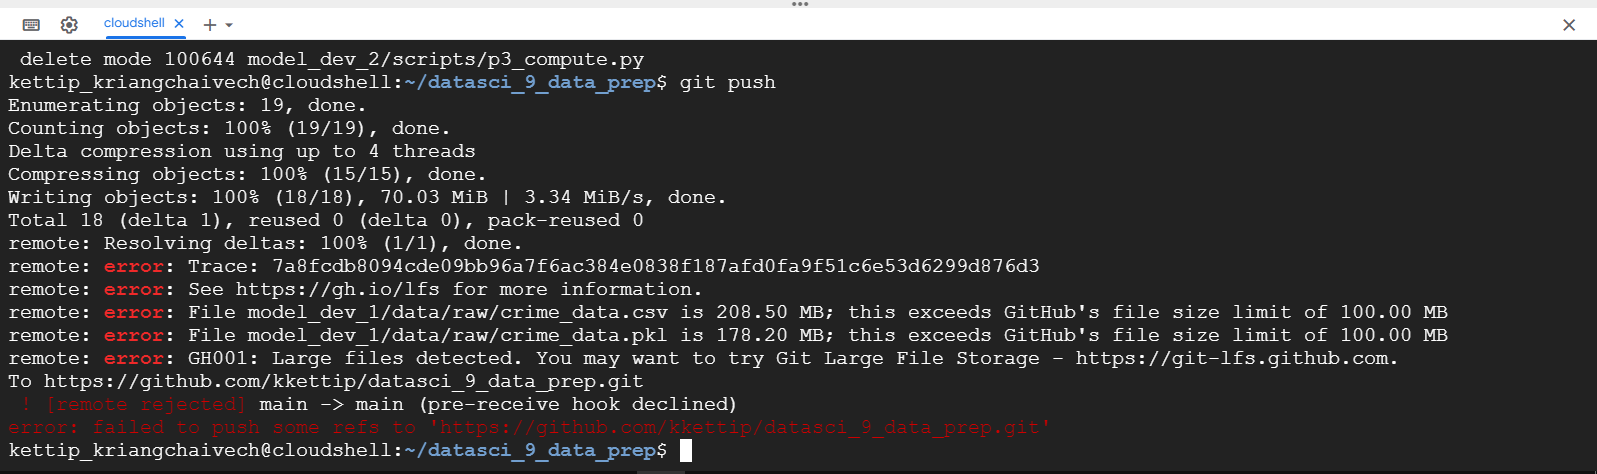 cloudshell
delete mode 100644 model_dev_2/scripts/p3_compute.py
kettip_kriangchaivech@cloudshell:~/datasci_9_data_prep$ git push
Enumerating objects: 19, done.
Counting objects: 100% (19/19), done.
Delta compression using up to 4 threads
Compressing objects: 100% (15/15), done.
Writing objects: 100% (18/18), 70.03 MiB | 3.34 MiB/s, done.
Total 18 (delta 1), reused 0 (delta 0), pack-reused 0
remote: Resolving deltas: 100% (1/1), done.
remote: error: Trace: 7a8fcdb8094cde09bb96a7f6ac384e0838f187afd0fa9f51c6e53d6299d876d3
remote: error: See https://gh.io/lfs for more information.
remote: error: File model_dev_1/data/raw/crime_data.csv is 208.50 MB; this exceeds GitHub's file size limit of 100.00 MB
remote: error: File model_dev_1/data/raw/crime_data.pkl is 178.20 MB; this exceeds GitHub's file size limit of 100.00 MB
remote: error: GH001: Large files detected. You may want to try Git Large File Storage - https://git-lfs.github.com.
To https://github.com/kkettip/datasci_9_data_prep.git
! [remote rejected] main -> main (pre-receive hook declined)
error: failed to push some refs to 'https://github.com/kkettip/datasci_9_data_prep.git'
kettip_kriangchaivech@cloudshell:~/datasci_9_data_prep$